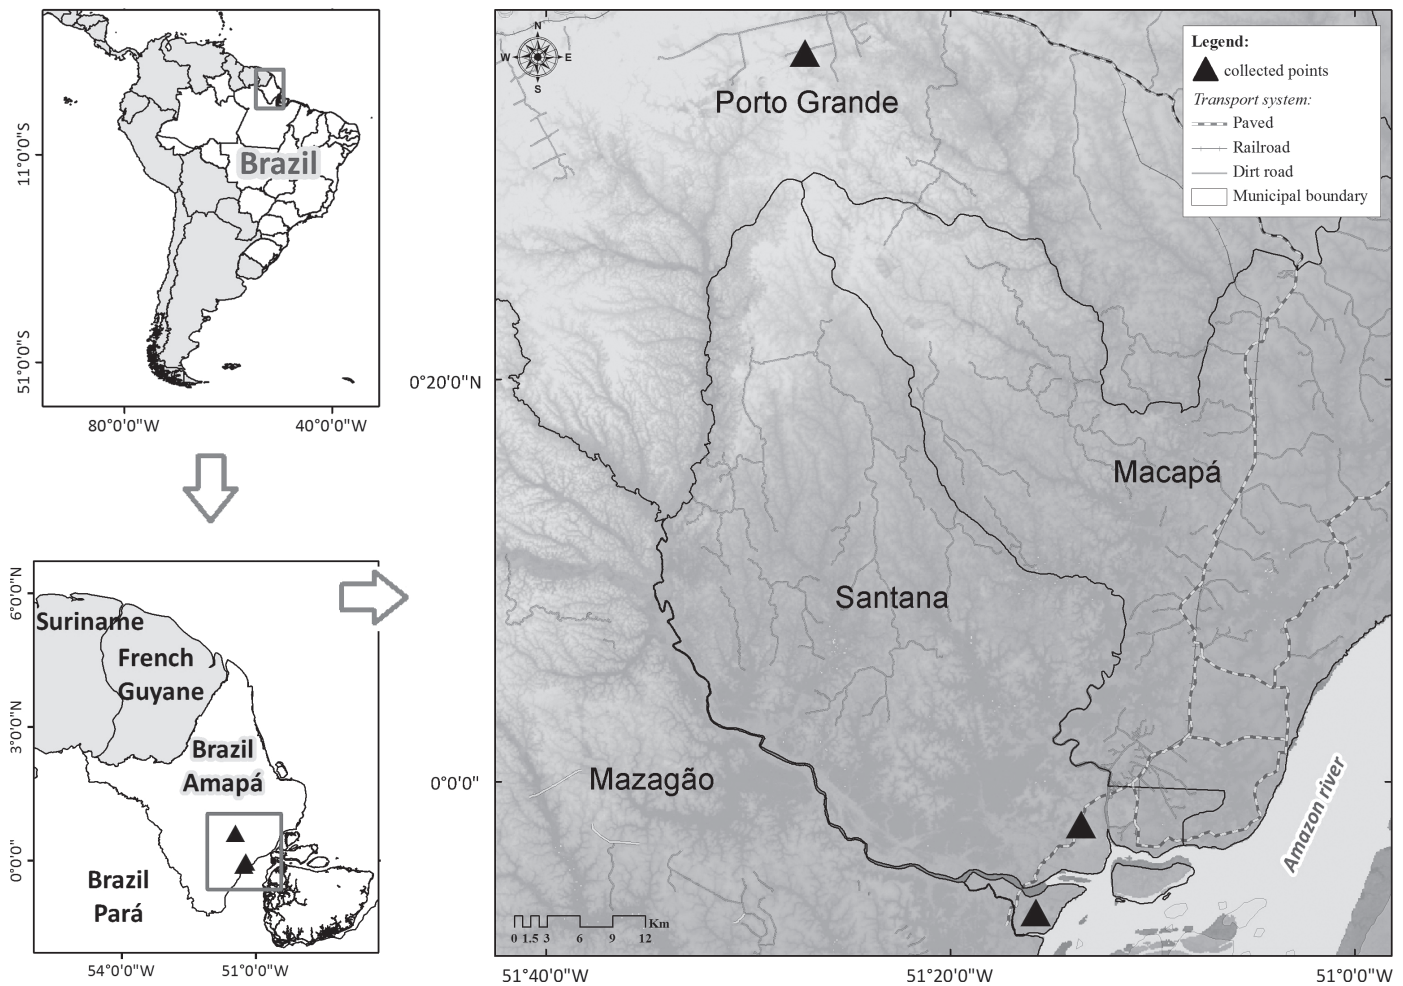 Brazil
11°0'0"S
51°0'0"S
80°0'0"W
40°0'0"W
Suriname
French
Guyane
Brazil
Amapá
Brazil
Pará
6°0'0"N
3°0'0"N
0°0'0"
54°0'0"W
51°0'0"W
N
W
E
S
Porto Grande
Macapá
Santana
Mazagão
Amazon river
Legend:
collected points
Transport system:
Paved
Railroad
Dirt road
Municipal boundary
0°20'0"N
0°0'0"
Km
0 1.5 3 6 9 12
51°40'0"W
51°20'0"W
51°0'0"W